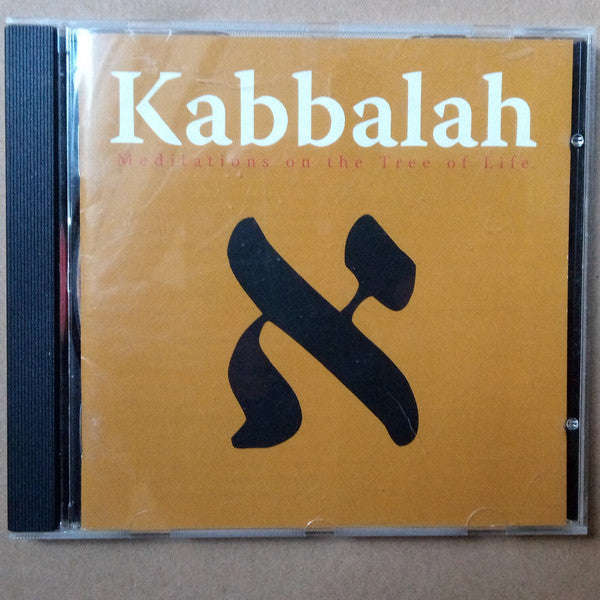 Kabbalah
Meditations on the Tree of Life
א